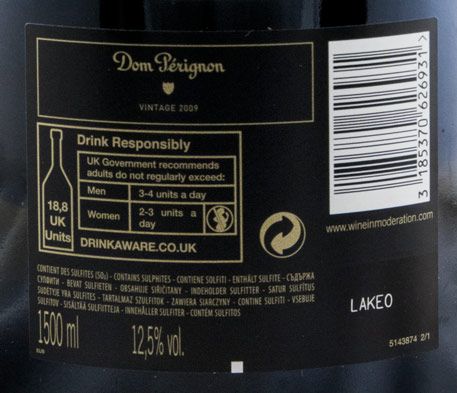 Dom Pérignon
VINTAGE 2009
Drink Responsibly
UK Government recommends
adults do not regularly exceed:
Men 3-4 units a day
Women 2-3 units a day
18,8
UK
Units
DRINKAWARE.CO.UK
3 185370 626931 >
www.wineinmoderation.com
CONTIENT DES SULFITES (SO₂) - CONTAINS SULPHITES - CONTIENE SOLFITI - ENTHÄLT SULFITE - СЪДЪРЖА
СУЛФИТИ - BEVAT SULFIETEN - OBSAHUJE SIŘIČITANY - INDEHOLDER SULFITTER - SATUR SULFĪTUS
SUDĖTYJE YRA SULFITES - TARTALMAZ SZULFITOK - ZAWIERA SIARCZYNY - CONTINE SULFITI - VSEBUJE
SULFITOV - SISÄLTÄÄ SULFIITTEJA - INNEHÅLLER SULFITER - CONTÉM SULFITOS
1500 ml 12,5% vol.
LAKEO
5143874 2/1